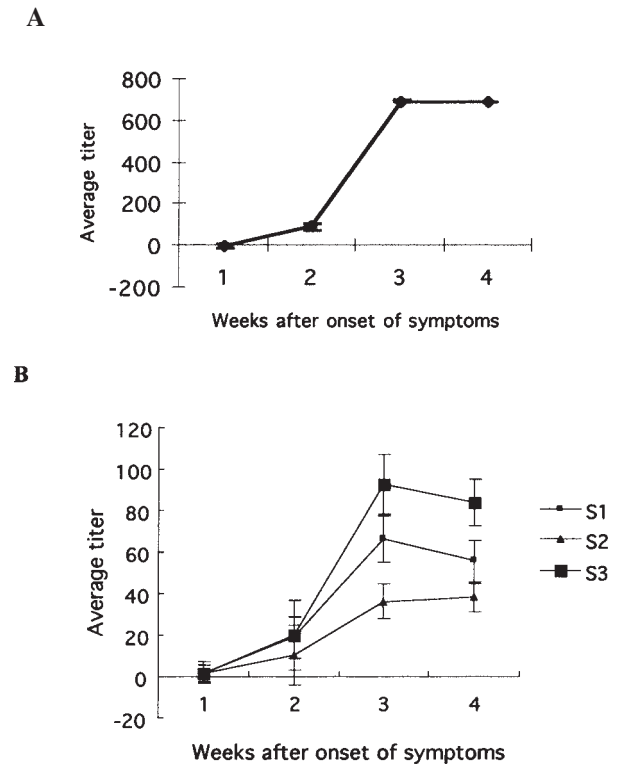 A
800
600
400
200
0
-200
Average titer
1 2 3 4
Weeks after onset of symptoms
B
120
100
80
60
40
20
0
-20
Average titer
1 2 3 4
Weeks after onset of symptoms
S1
S2
S3